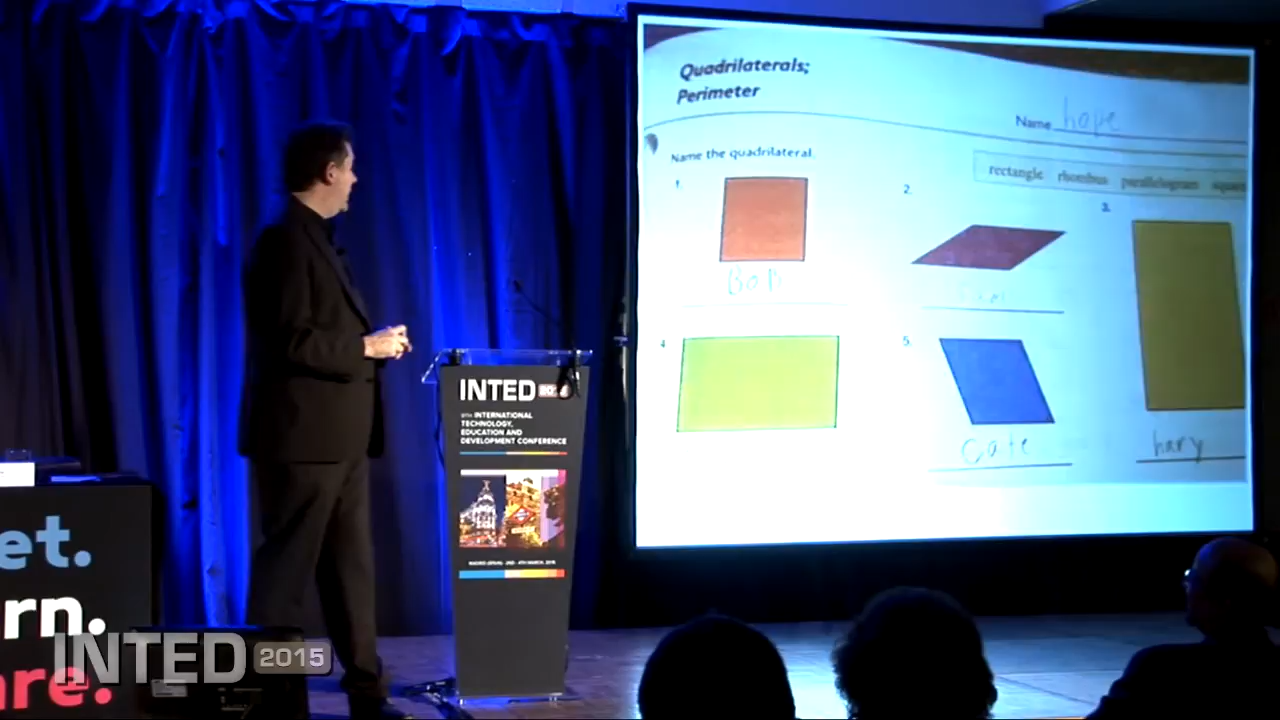 Quadrilaterals;
Perimeter
Name hope
Name the quadrilateral.
rectangle rhombus parallelogram
1.
2.
3.
Bob
4.
5.
Cate
hary
INTED
9TH INTERNATIONAL
TECHNOLOGY,
EDUCATION AND
DEVELOPMENT CONFERENCE
et.
rn.
are.
INTED 2015